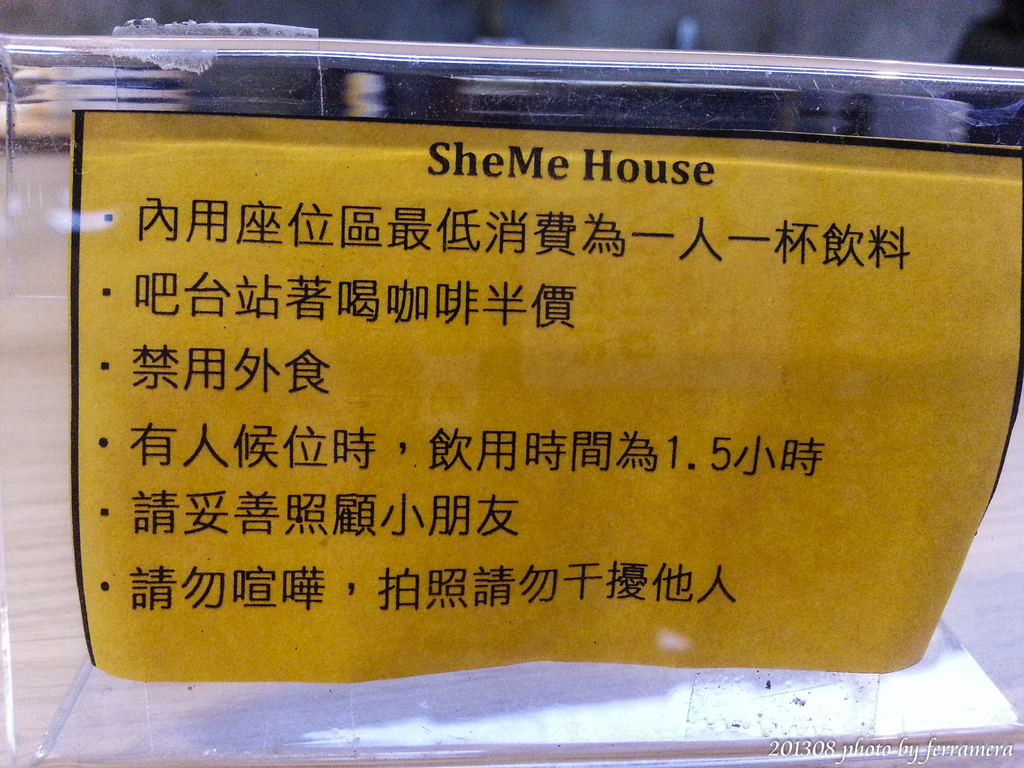 SheMe House
· 內用座位區最低消費為一人一杯飲料
· 吧台站著喝咖啡半價
· 禁用外食
· 有人候位時，飲用時間為1.5小時
· 請妥善照顧小朋友
· 請勿喧嘩，拍照請勿干擾他人
201308 photo by ferramera